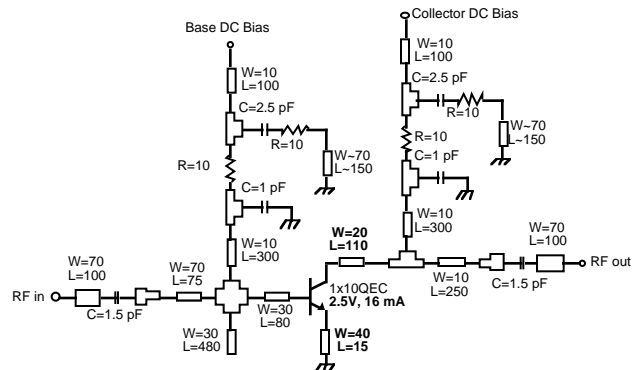 Collector DC Bias
Base DC Bias
W=10
L=100
C=2.5 pF
R=10
W~70
L~150
R=10
C=1 pF
W=10
L=300
W=10
L=100
C=2.5 pF
R=10
W~70
L~150
R=10
C=1 pF
W=10
L=300
W=70
L=100
RF in
C=1.5 pF
W=70
L=75
W=30
L=480
W=30
L=80
W=20
L=110
1x10QEC
2.5V, 16 mA
W=40
L=15
W=10
L=250
C=1.5 pF
W=70
L=100
RF out